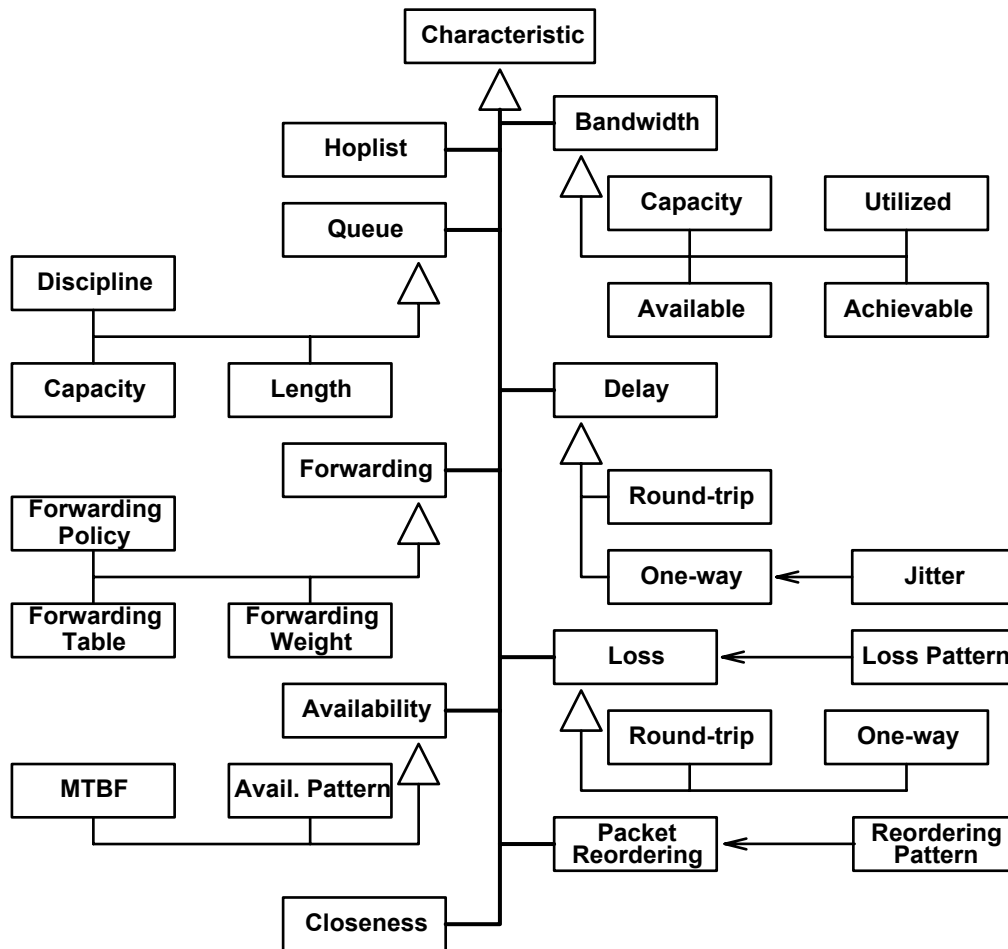 Characteristic
Bandwidth
Hoplist
Capacity
Utilized
Queue
Discipline
Available
Achievable
Capacity
Length
Delay
Forwarding
Round-trip
Forwarding
Policy
One-way
Jitter
Forwarding
Table
Forwarding
Weight
Loss
Loss Pattern
Availability
Round-trip
One-way
MTBF
Avail. Pattern
Packet
Reordering
Reordering
Pattern
Closeness